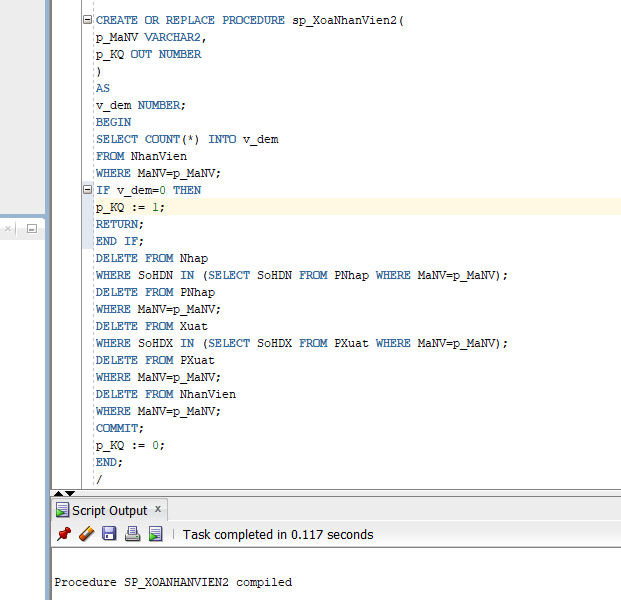 CREATE OR REPLACE PROCEDURE sp_XoaNhanVien2(
p_MaNV VARCHAR2,
p_KQ OUT NUMBER
)
AS
v_dem NUMBER;
BEGIN
SELECT COUNT(*) INTO v_dem
FROM NhanVien
WHERE MaNV=p_MaNV;
IF v_dem=0 THEN
p_KQ := 1;
RETURN;
END IF;
DELETE FROM Nhap
WHERE SoHDN IN (SELECT SoHDN FROM PNhap WHERE MaNV=p_MaNV);
DELETE FROM PNhap
WHERE MaNV=p_MaNV;
DELETE FROM Xuat
WHERE SoHDX IN (SELECT SoHDX FROM PXuat WHERE MaNV=p_MaNV);
DELETE FROM PXuat
WHERE MaNV=p_MaNV;
DELETE FROM NhanVien
WHERE MaNV=p_MaNV;
COMMIT;
p_KQ := 0;
END;
/
Script Output x
Task completed in 0.117 seconds
Procedure SP_XOANHANVIEN2 compiled